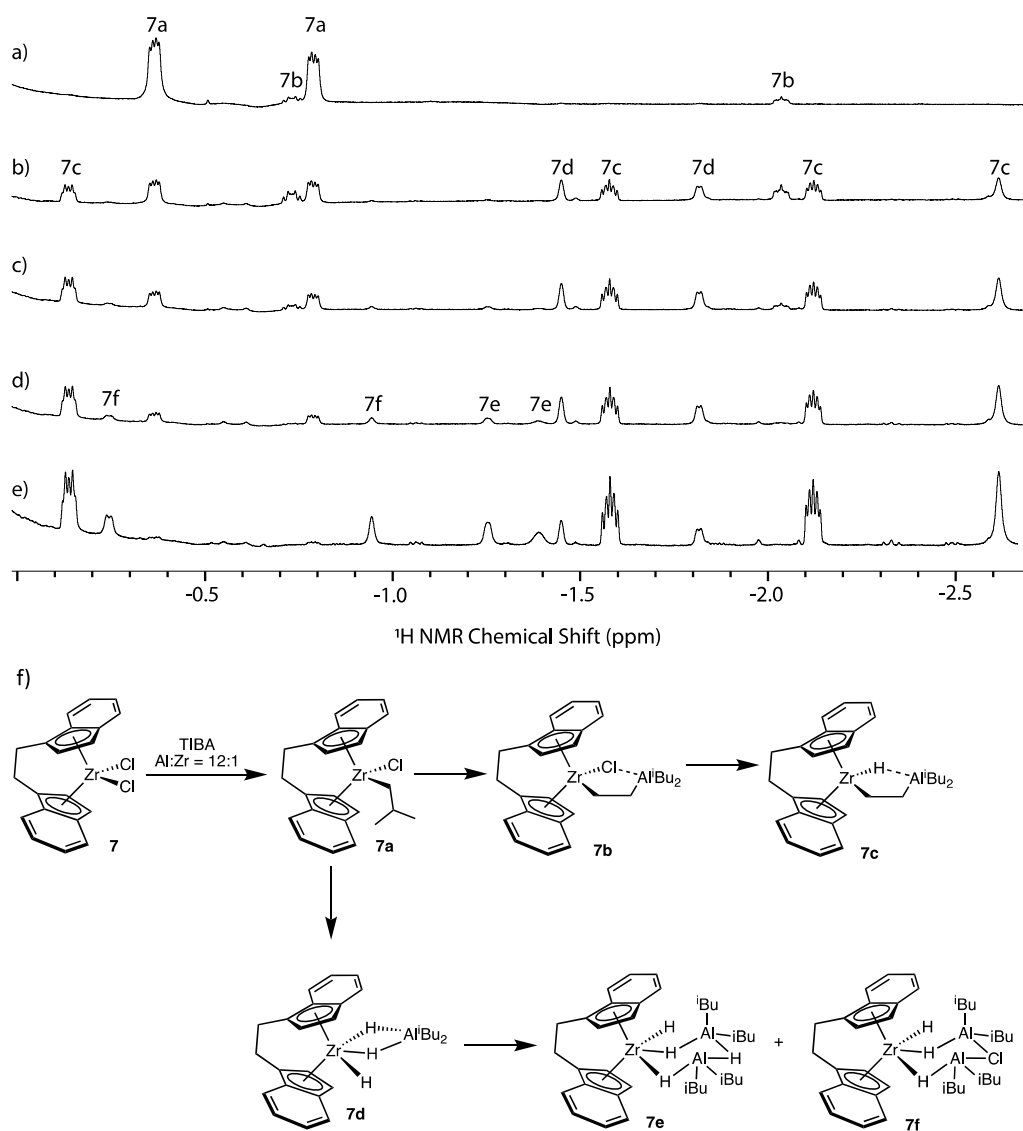 7a 7a
a) 7b 7b
b) 7c 7d 7c 7d 7c 7c
c)
d) 7f 7f 7e 7e
e)
-0.5 -1.0 -1.5 -2.0 -2.5
¹H NMR Chemical Shift (ppm)
f)
Zr Cl Cl
7
TIBA
Al:Zr = 12:1
Zr Cl
7a
Zr Cl AlⁱBu₂
7b
Zr H AlⁱBu₂
7c
Zr H H H AlⁱBu₂
7d
Zr H H H Al H Al ⁱBu ⁱBu ⁱBu ⁱBu
7e
+
Zr H H H Al Cl Al ⁱBu ⁱBu ⁱBu ⁱBu
7f